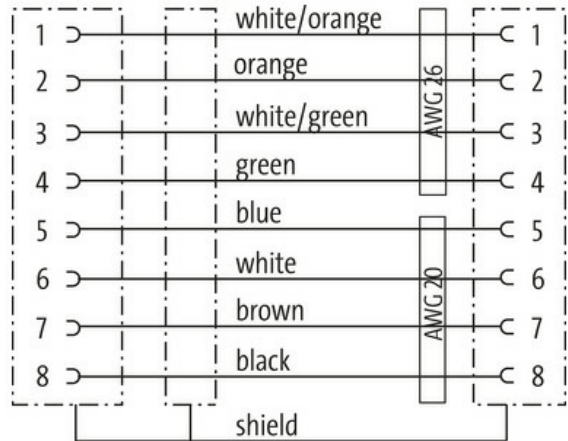 1 white/orange 1
2 orange 2
3 white/green 3
4 green 4
AWG 26
5 blue 5
6 white 6
7 brown 7
8 black 8
AWG 20
shield